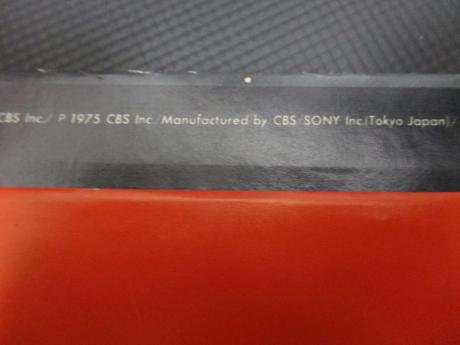 CBS Inc./ P 1975 CBS Inc./Manufactured by CBS/SONY Inc.(Tokyo Japan)/